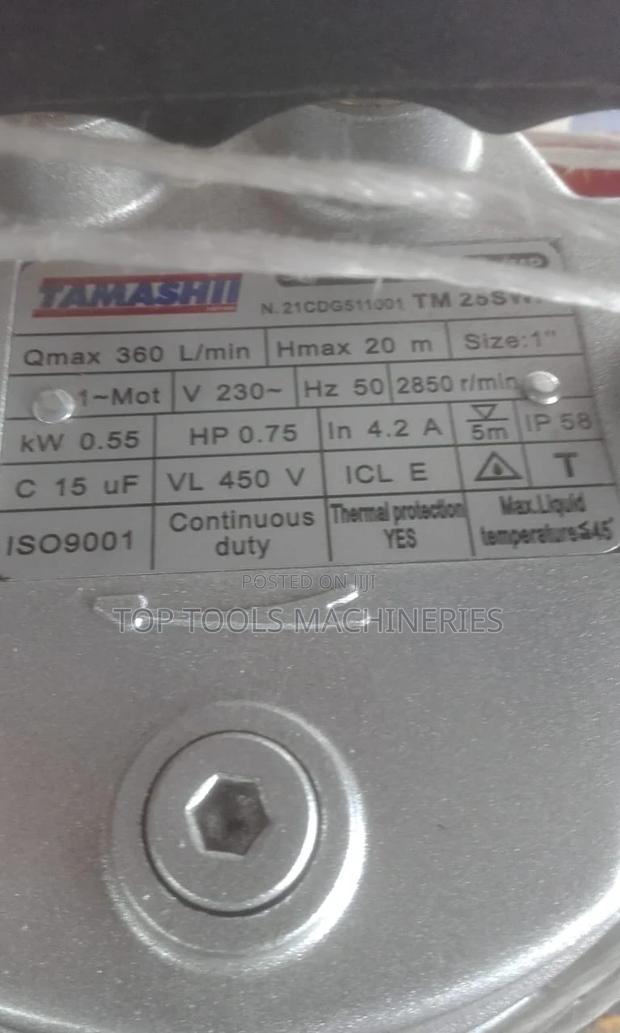 TAMASHII
N.21CDG511001 TM 25SW
Qmax 360 L/min Hmax 20 m Size:1"
1~Mot V 230~ Hz 50 2850 r/min
kW 0.55 HP 0.75 In 4.2 A 5m IP 58
C 15 uF VL 450 V ICL E T
ISO9001 Continuous duty Thermal protection YES Max.Liquid temperature≤45°
POSTED ON JIJI
TOP TOOLS MACHINERIES